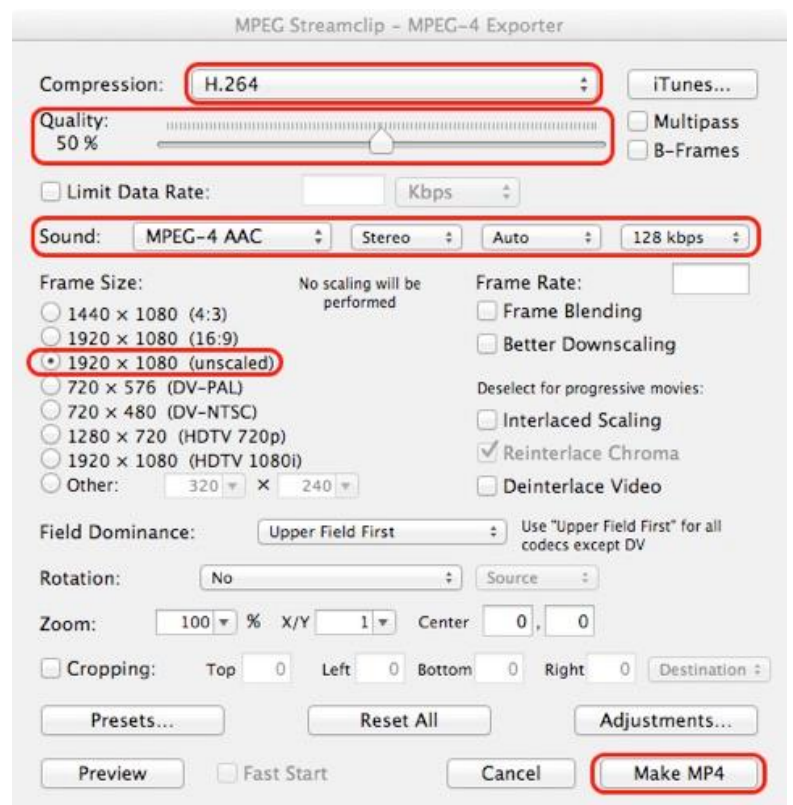 MPEG Streamclip - MPEG-4 Exporter
Compression: H.264 iTunes...
Quality: Multipass
50 % B-Frames
Limit Data Rate: Kbps
Sound: MPEG-4 AAC Stereo Auto 128 kbps
Frame Size: No scaling will be performed Frame Rate:
1440 × 1080 (4:3) Frame Blending
1920 × 1080 (16:9) Better Downscaling
1920 × 1080 (unscaled)
720 × 576 (DV-PAL) Deselect for progressive movies:
720 × 480 (DV-NTSC) Interlaced Scaling
1280 × 720 (HDTV 720p)
1920 × 1080 (HDTV 1080i) Reinterlace Chroma
Other: 320 × 240 Deinterlace Video
Field Dominance: Upper Field First Use "Upper Field First" for all codecs except DV
Rotation: No Source
Zoom: 100 % X/Y 1 Center 0 , 0
Cropping: Top 0 Left 0 Bottom 0 Right 0 Destination
Presets... Reset All Adjustments...
Preview Fast Start Cancel Make MP4